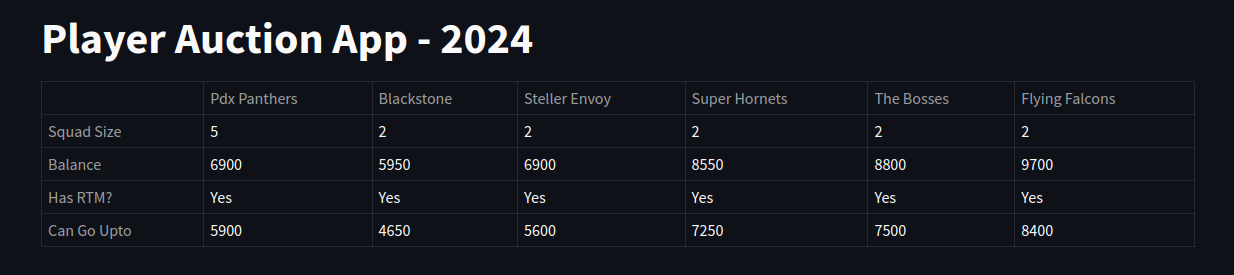 Player Auction App - 2024
Pdx Panthers Blackstone Steller Envoy Super Hornets The Bosses Flying Falcons
Squad Size 5 2 2 2 2 2
Balance 6900 5950 6900 8550 8800 9700
Has RTM? Yes Yes Yes Yes Yes Yes
Can Go Upto 5900 4650 5600 7250 7500 8400